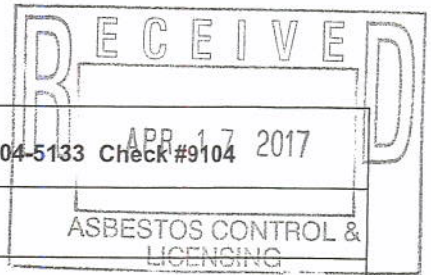 RECEIVED
04-5133 Check #9104
APR 17 2017
ASBESTOS CONTROL &
LICENSING